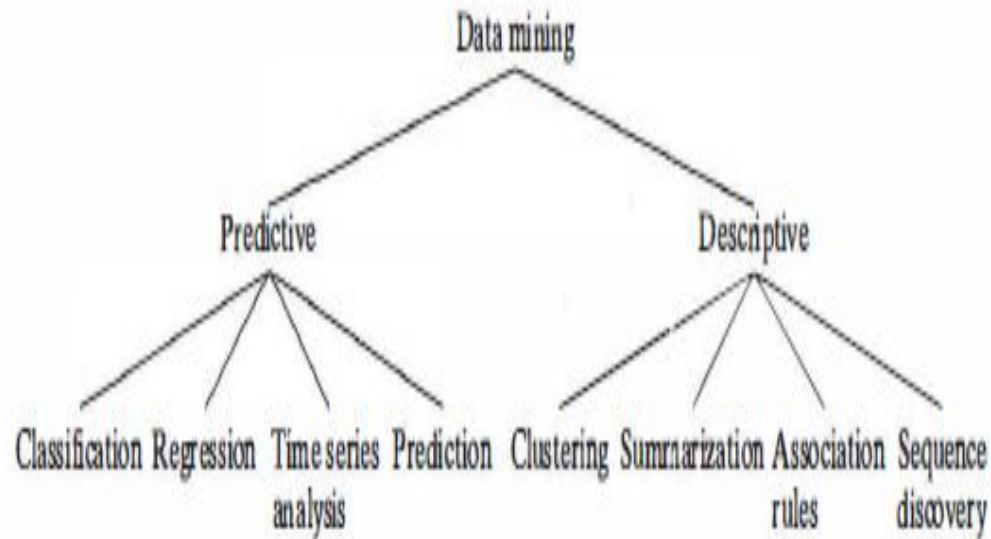 Data mining
Predictive
Descriptive
Classification
Regression
Time series
analysis
Prediction
Clustering
Summarization
Association
rules
Sequence
discovery